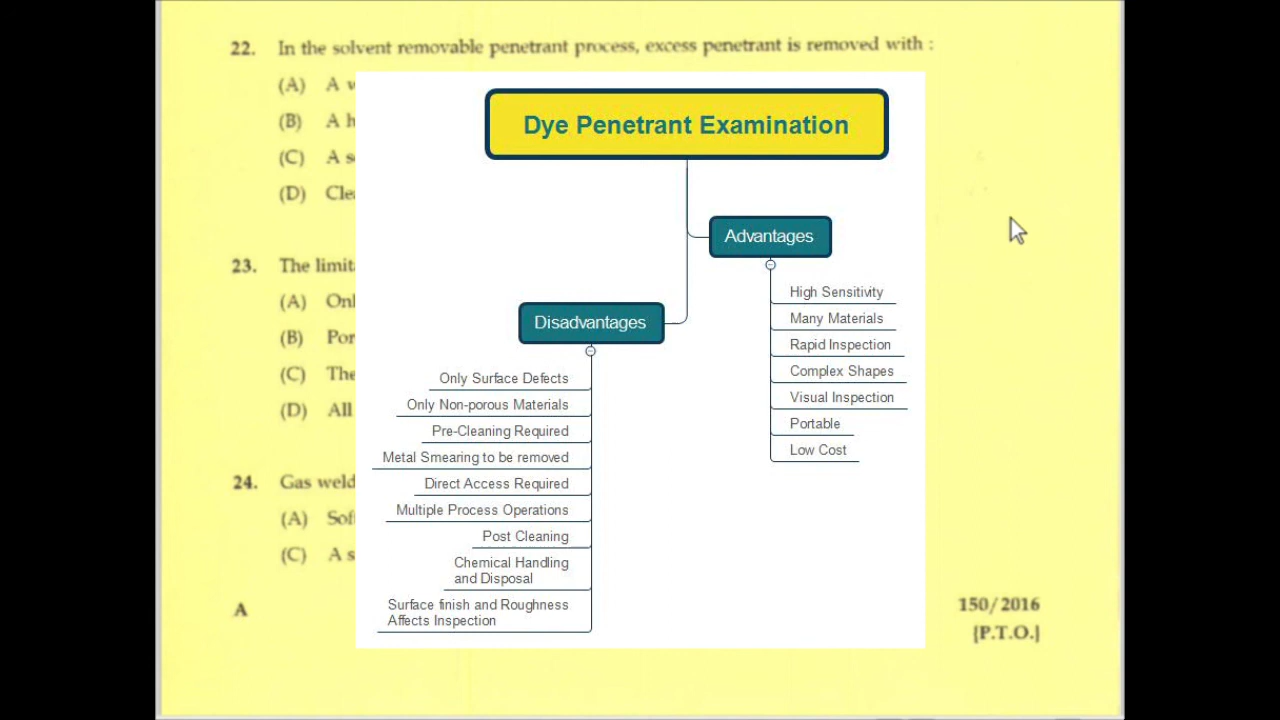 22. In the solvent removable penetrant process, excess penetrant is removed with :
(A) A
(B) A
(C) A
(D)
23. The
(A)
(B)
(C) The
(D) All
24. Gas
(A)
(C) A
A
150/2016
[P.T.O.]
Dye Penetrant Examination
Advantages
High Sensitivity
Many Materials
Rapid Inspection
Complex Shapes
Visual Inspection
Portable
Low Cost
Disadvantages
Only Surface Defects
Only Non-porous Materials
Pre-Cleaning Required
Metal Smearing to be removed
Direct Access Required
Multiple Process Operations
Post Cleaning
Chemical Handling
and Disposal
Surface finish and Roughness
Affects Inspection